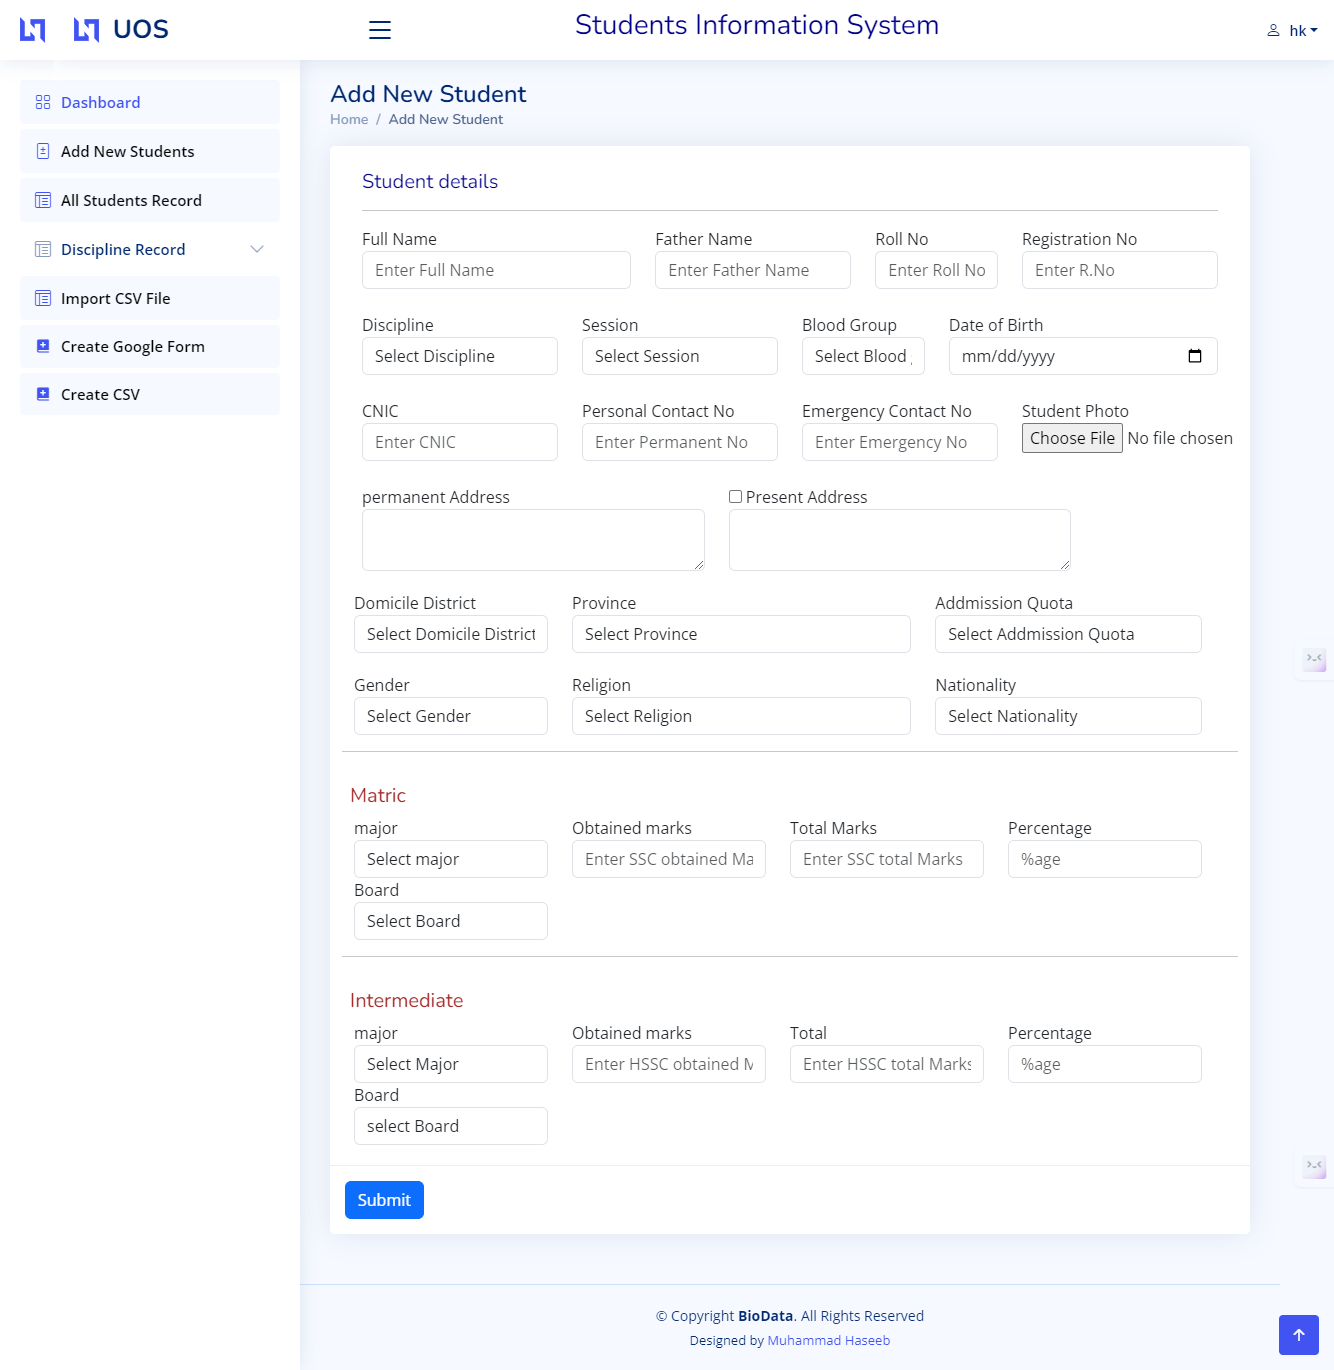 UOS
Students Information System
hk
Dashboard
Add New Students
All Students Record
Discipline Record
Import CSV File
Create Google Form
Create CSV
Add New Student
Home / Add New Student
Student details
Full Name Father Name Roll No Registration No
Enter Full Name Enter Father Name Enter Roll No Enter R.No
Discipline Session Blood Group Date of Birth
Select Discipline Select Session Select Blood mm/dd/yyyy
CNIC Personal Contact No Emergency Contact No Student Photo
Enter CNIC Enter Permanent No Enter Emergency No Choose File No file chosen
permanent Address Present Address
Domicile District Province Addmission Quota
Select Domicile District Select Province Select Addmission Quota
Gender Religion Nationality
Select Gender Select Religion Select Nationality
Matric
major Obtained marks Total Marks Percentage
Select major Enter SSC obtained Ma Enter SSC total Marks %age
Board
Select Board
Intermediate
major Obtained marks Total Percentage
Select Major Enter HSSC obtained M Enter HSSC total Marks %age
Board
select Board
Submit
© Copyright BioData. All Rights Reserved
Designed by Muhammad Haseeb